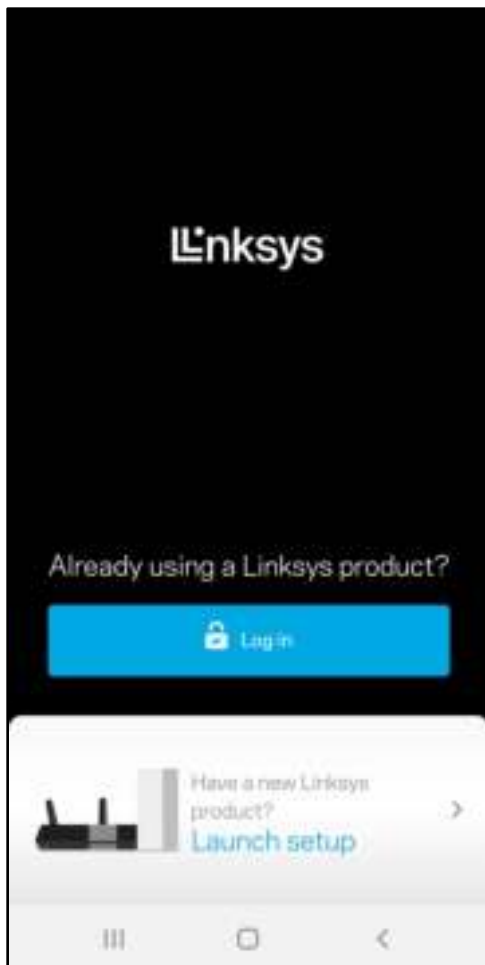 Linksys
Already using a Linksys product?
Log in
Have a new Linksys
product?
Launch setup